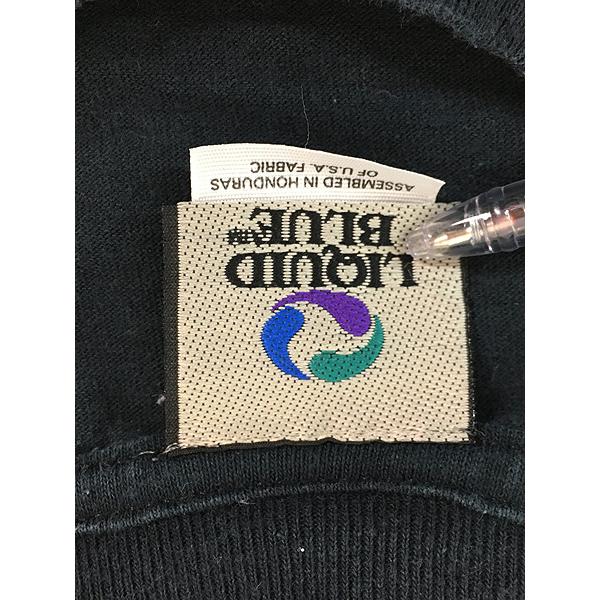 LIQUID
BLUE
ASSEMBLED IN HONDURAS
OF U.S.A. FABRIC